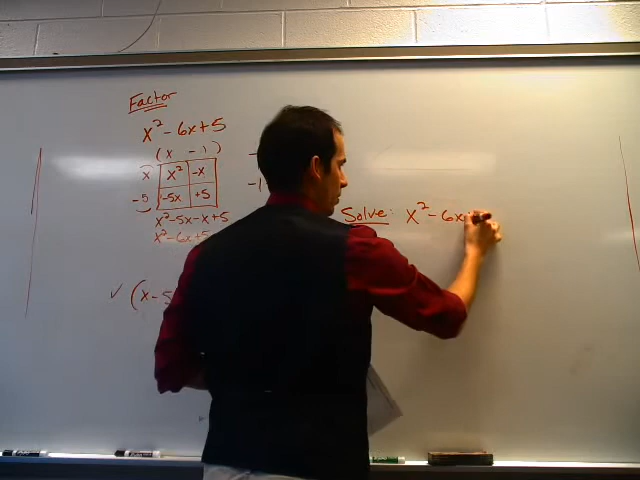 Factor
x² - 6x + 5
(x - 1)
x x² -x
-5 -5x +5
x² - 5x - x + 5
x² - 6x + 5
✓ (x - 5
-1
Solve: x² - 6x